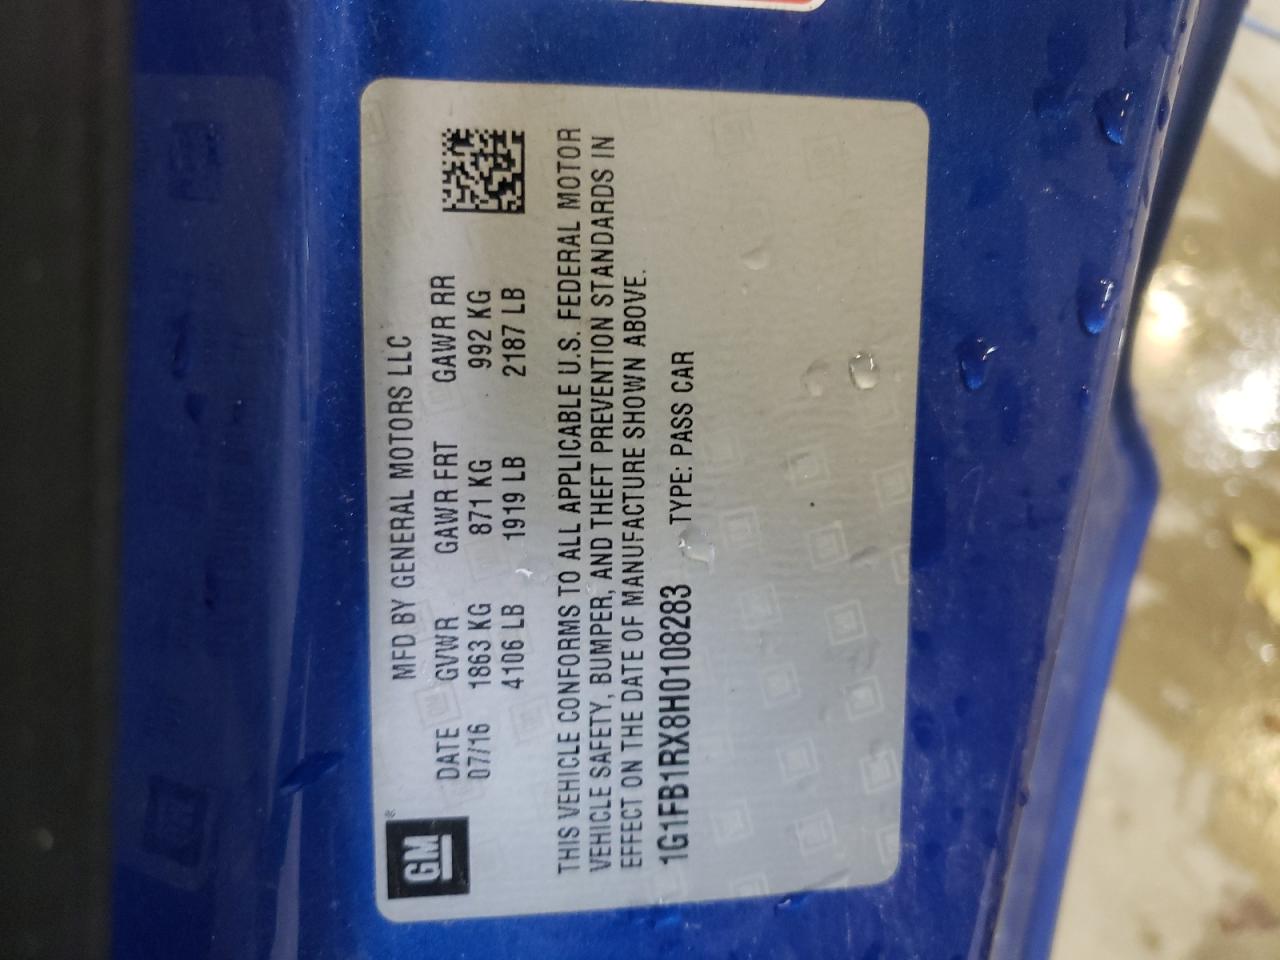 GM®
MFD BY GENERAL MOTORS LLC
DATE GVWR GAWR FRT GAWR RR
07/16 1863 KG 871 KG 992 KG
4106 LB 1919 LB 2187 LB
THIS VEHICLE CONFORMS TO ALL APPLICABLE U.S. FEDERAL MOTOR
VEHICLE SAFETY, BUMPER, AND THEFT PREVENTION STANDARDS IN
EFFECT ON THE DATE OF MANUFACTURE SHOWN ABOVE.
1G1FB1RX8H0108283 TYPE: PASS CAR